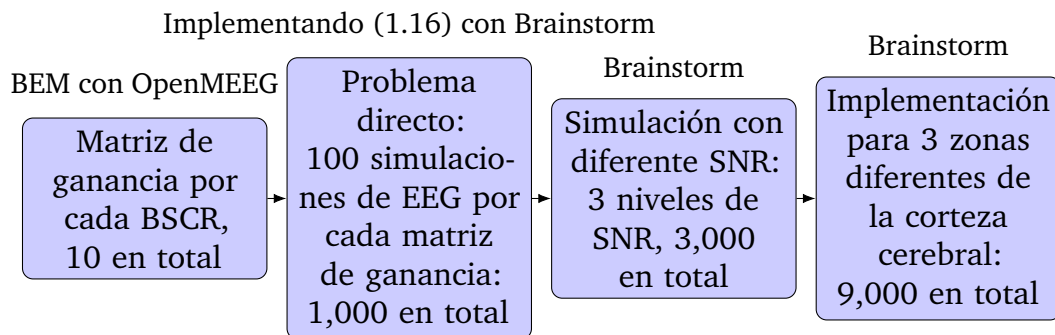 Implementando (1.16) con Brainstorm
BEM con OpenMEEG
Matriz de
ganancia por
cada BSCR,
10 en total
Problema
directo:
100 simulacio-
nes de EEG por
cada matriz
de ganancia:
1,000 en total
Brainstorm
Simulación con
diferente SNR:
3 niveles de
SNR, 3,000
en total
Brainstorm
Implementación
para 3 zonas
diferentes de
la corteza
cerebral:
9,000 en total